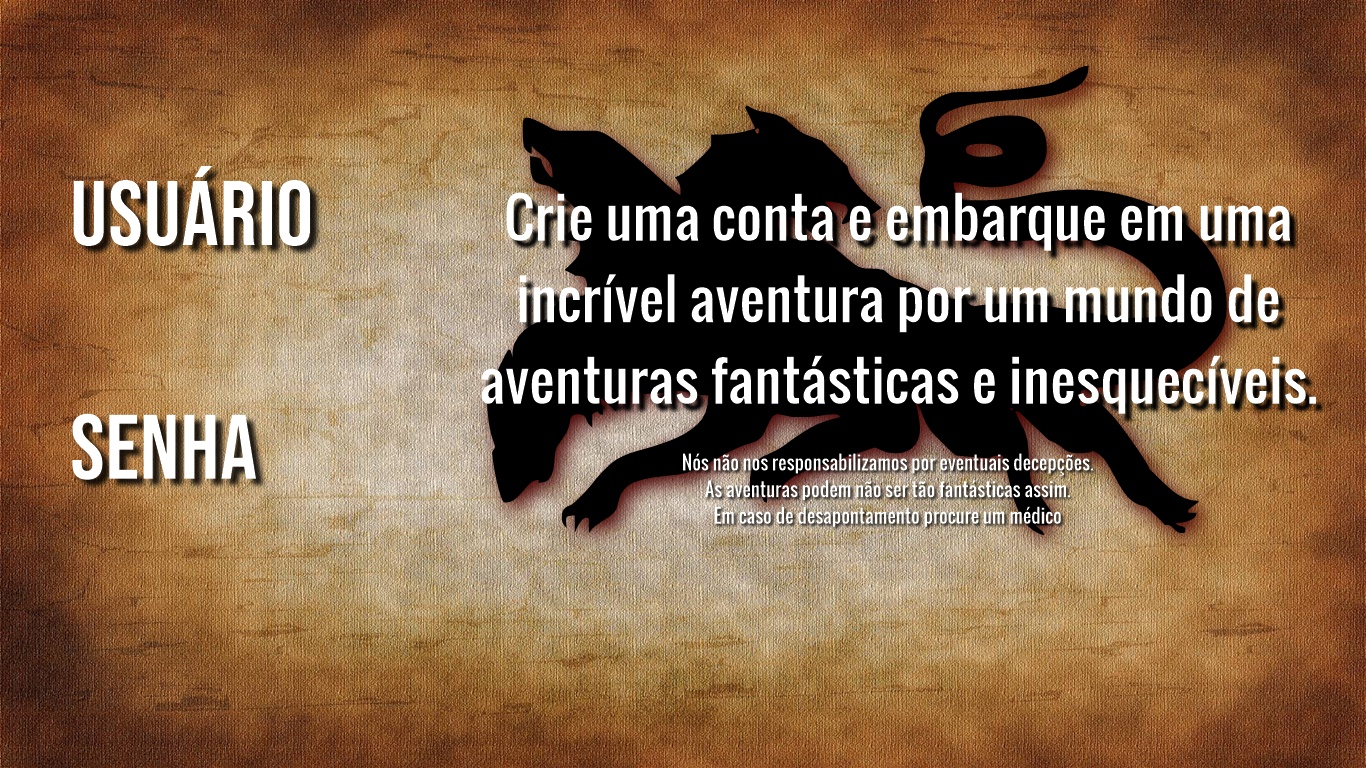 USUÁRIO
SENHA
Crie uma conta e embarque em uma
incrível aventura por um mundo de
aventuras fantásticas e inesquecíveis.
Nós não nos responsabilizamos por eventuais decepções.
As aventuras podem não ser tão fantásticas assim.
Em caso de desapontamento procure um médico